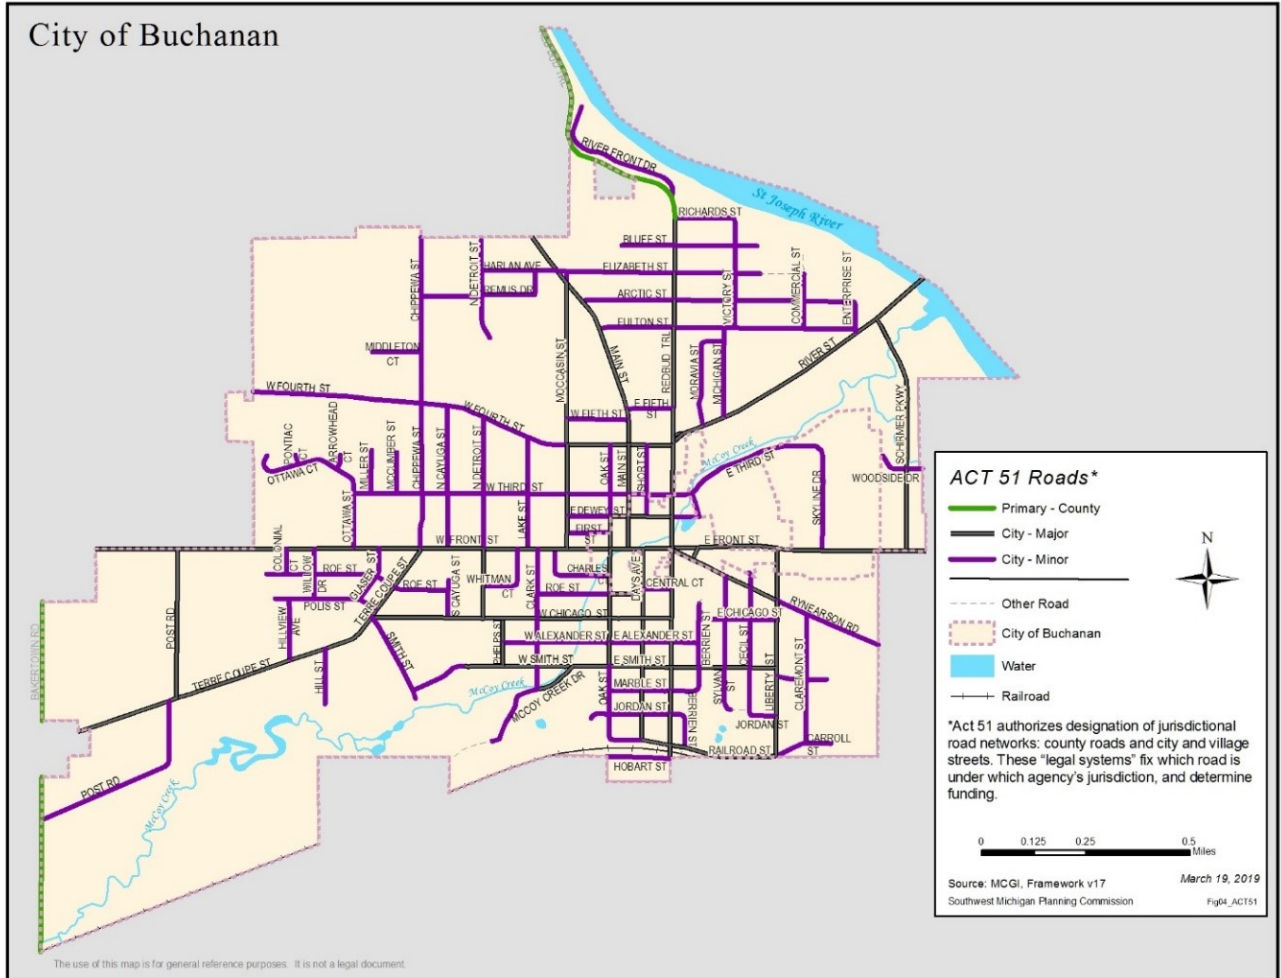 City of Buchanan
RIVER FRONT DR
St Joseph River
RICHARDS ST
BLUFF ST
HARLAN AVE
ELIZABETH ST
REMUS DR
ARCTIC ST
FULTON ST
CHIPPEWA ST
N DETROIT ST
VICTORY ST
COMMERCIAL ST
ENTERPRISE ST
MIDDLETON
CT
MOCCASIN ST
MAIN ST
REDBUD TRL
MORAVIA ST
MICHIGAN ST
RIVER ST
SCHIRMER PKWY
W FOURTH ST
W FOURTH ST
W FIFTH ST
E FIFTH
ST
PONTIAC
CT
ARROWHEAD
CT
OTTAWA CT
MILLER ST
MCCUMBER ST
CHIPPEWA ST
N CAYUGA ST
N DETROIT ST
OAK ST
MAIN ST
SHORT ST
McCoy Creek
E THIRD ST
WOODSIDE DR
SKYLINE DR
W THIRD ST
LAKE ST
OTTAWA ST
E DEWEY ST
FIRST
ST
W FRONT ST
E FRONT ST
COLONIAL
CT
WILLOW
DR
ROE ST
GLASER ST
TERRE COUPE ST
ROE ST
S CAYUGA ST
WHITMAN
CT
CLARK ST
CHARLES
ROE ST
DAYS AVE
CENTRAL CT
POLIS ST
HILLVIEW
AVE
W CHICAGO ST
E CHICAGO ST
RYNEARSON RD
BAKERTOWN RD
POST RD
TERRE COUPE ST
SMITH ST
HILL ST
PHELPS ST
W ALEXANDER ST
E ALEXANDER ST
BERRIEN ST
CECIL ST
W SMITH ST
E SMITH ST
McCoy Creek
MCCOY CREEK DR
OAK ST
MARBLE ST
SYLVAN
ST
LIBERTY ST
CLAREMONT ST
JORDAN ST
BERRIEN ST
JORDAN ST
CARROLL
ST
RAILROAD ST
HOBART ST
POST RD
McCoy Creek
ACT 51 Roads*
Primary - County
City - Major
City - Minor
Other Road
City of Buchanan
Water
Railroad
N
*Act 51 authorizes designation of jurisdictional
road networks: county roads and city and village
streets. These "legal systems" fix which road is
under which agency's jurisdiction, and determine
funding.
0 0.125 0.25 0.5
Miles
Source: MCGI, Framework v17
March 19, 2019
Southwest Michigan Planning Commission
Fig04_ACT51
The use of this map is for general reference purposes. It is not a legal document.